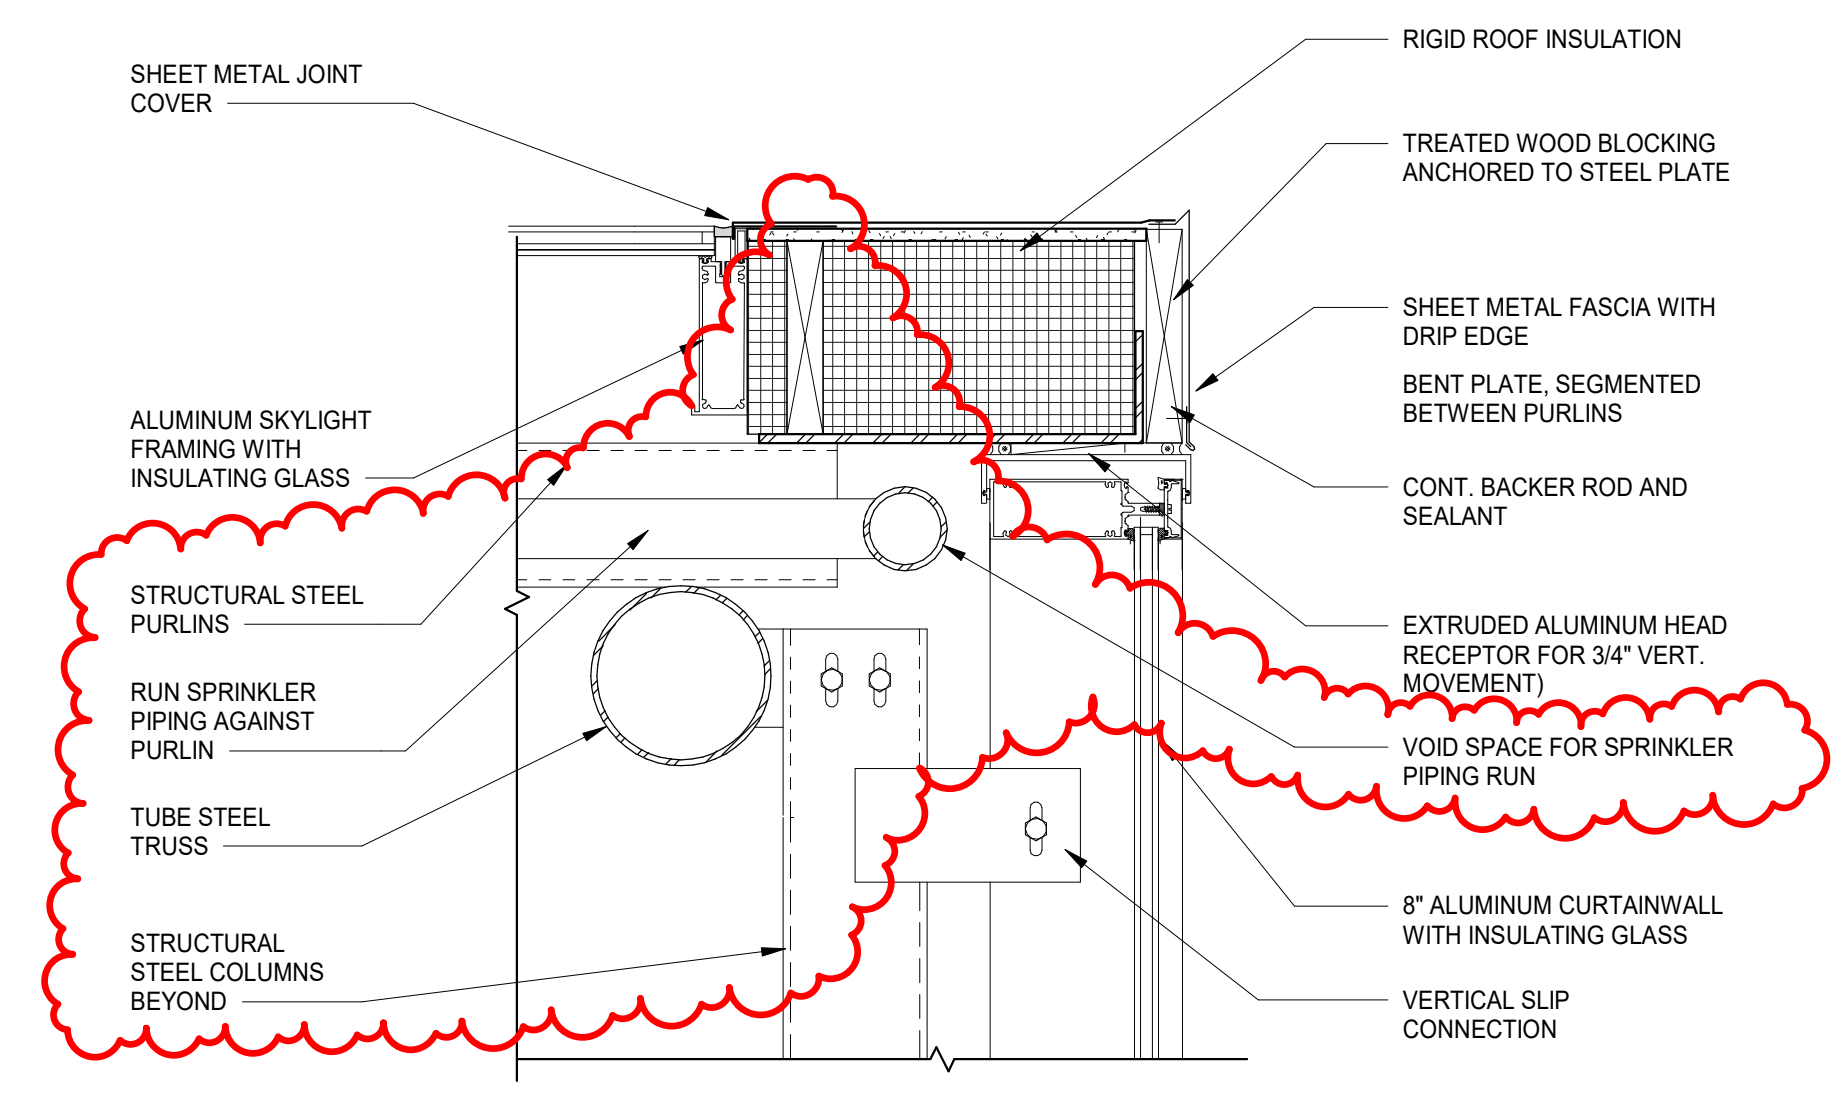 SHEET METAL JOINT
COVER
ALUMINUM SKYLIGHT
FRAMING WITH
INSULATING GLASS
STRUCTURAL STEEL
PURLINS
RUN SPRINKLER
PIPING AGAINST
PURLIN
TUBE STEEL
TRUSS
STRUCTURAL
STEEL COLUMNS
BEYOND
RIGID ROOF INSULATION
TREATED WOOD BLOCKING
ANCHORED TO STEEL PLATE
SHEET METAL FASCIA WITH
DRIP EDGE
BENT PLATE, SEGMENTED
BETWEEN PURLINS
CONT. BACKER ROD AND
SEALANT
EXTRUDED ALUMINUM HEAD
RECEPTOR FOR 3/4" VERT.
MOVEMENT)
VOID SPACE FOR SPRINKLER
PIPING RUN
8" ALUMINUM CURTAINWALL
WITH INSULATING GLASS
VERTICAL SLIP
CONNECTION